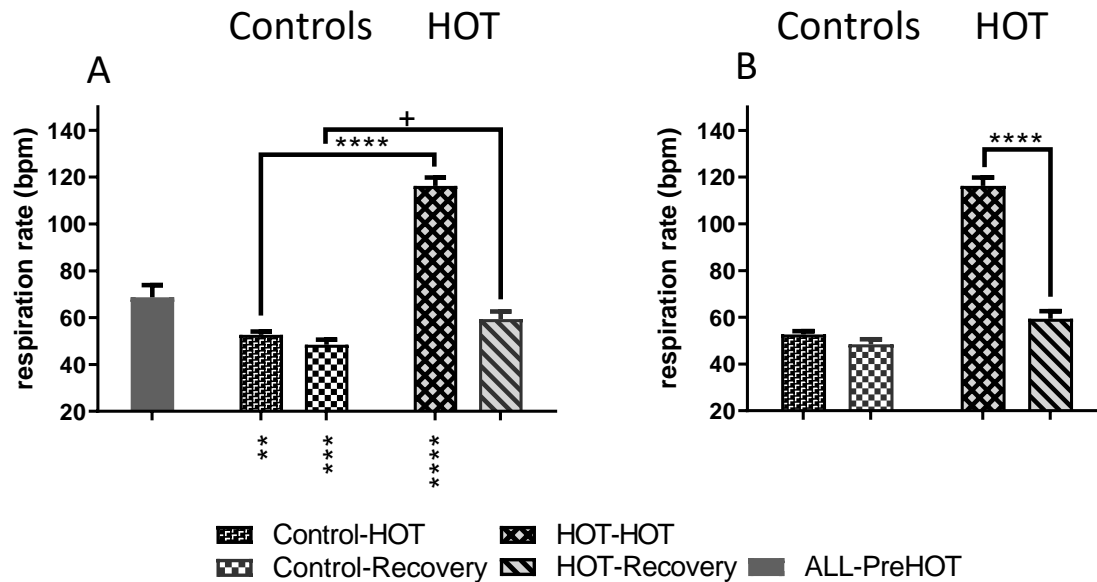 Controls HOT
Controls HOT
A
B
respiration rate (bpm)
140
120
100
80
60
40
20
+
****
**
***
****
respiration rate (bpm)
140
120
100
80
60
40
20
****
Control-HOT HOT-HOT
Control-Recovery HOT-Recovery ALL-PreHOT